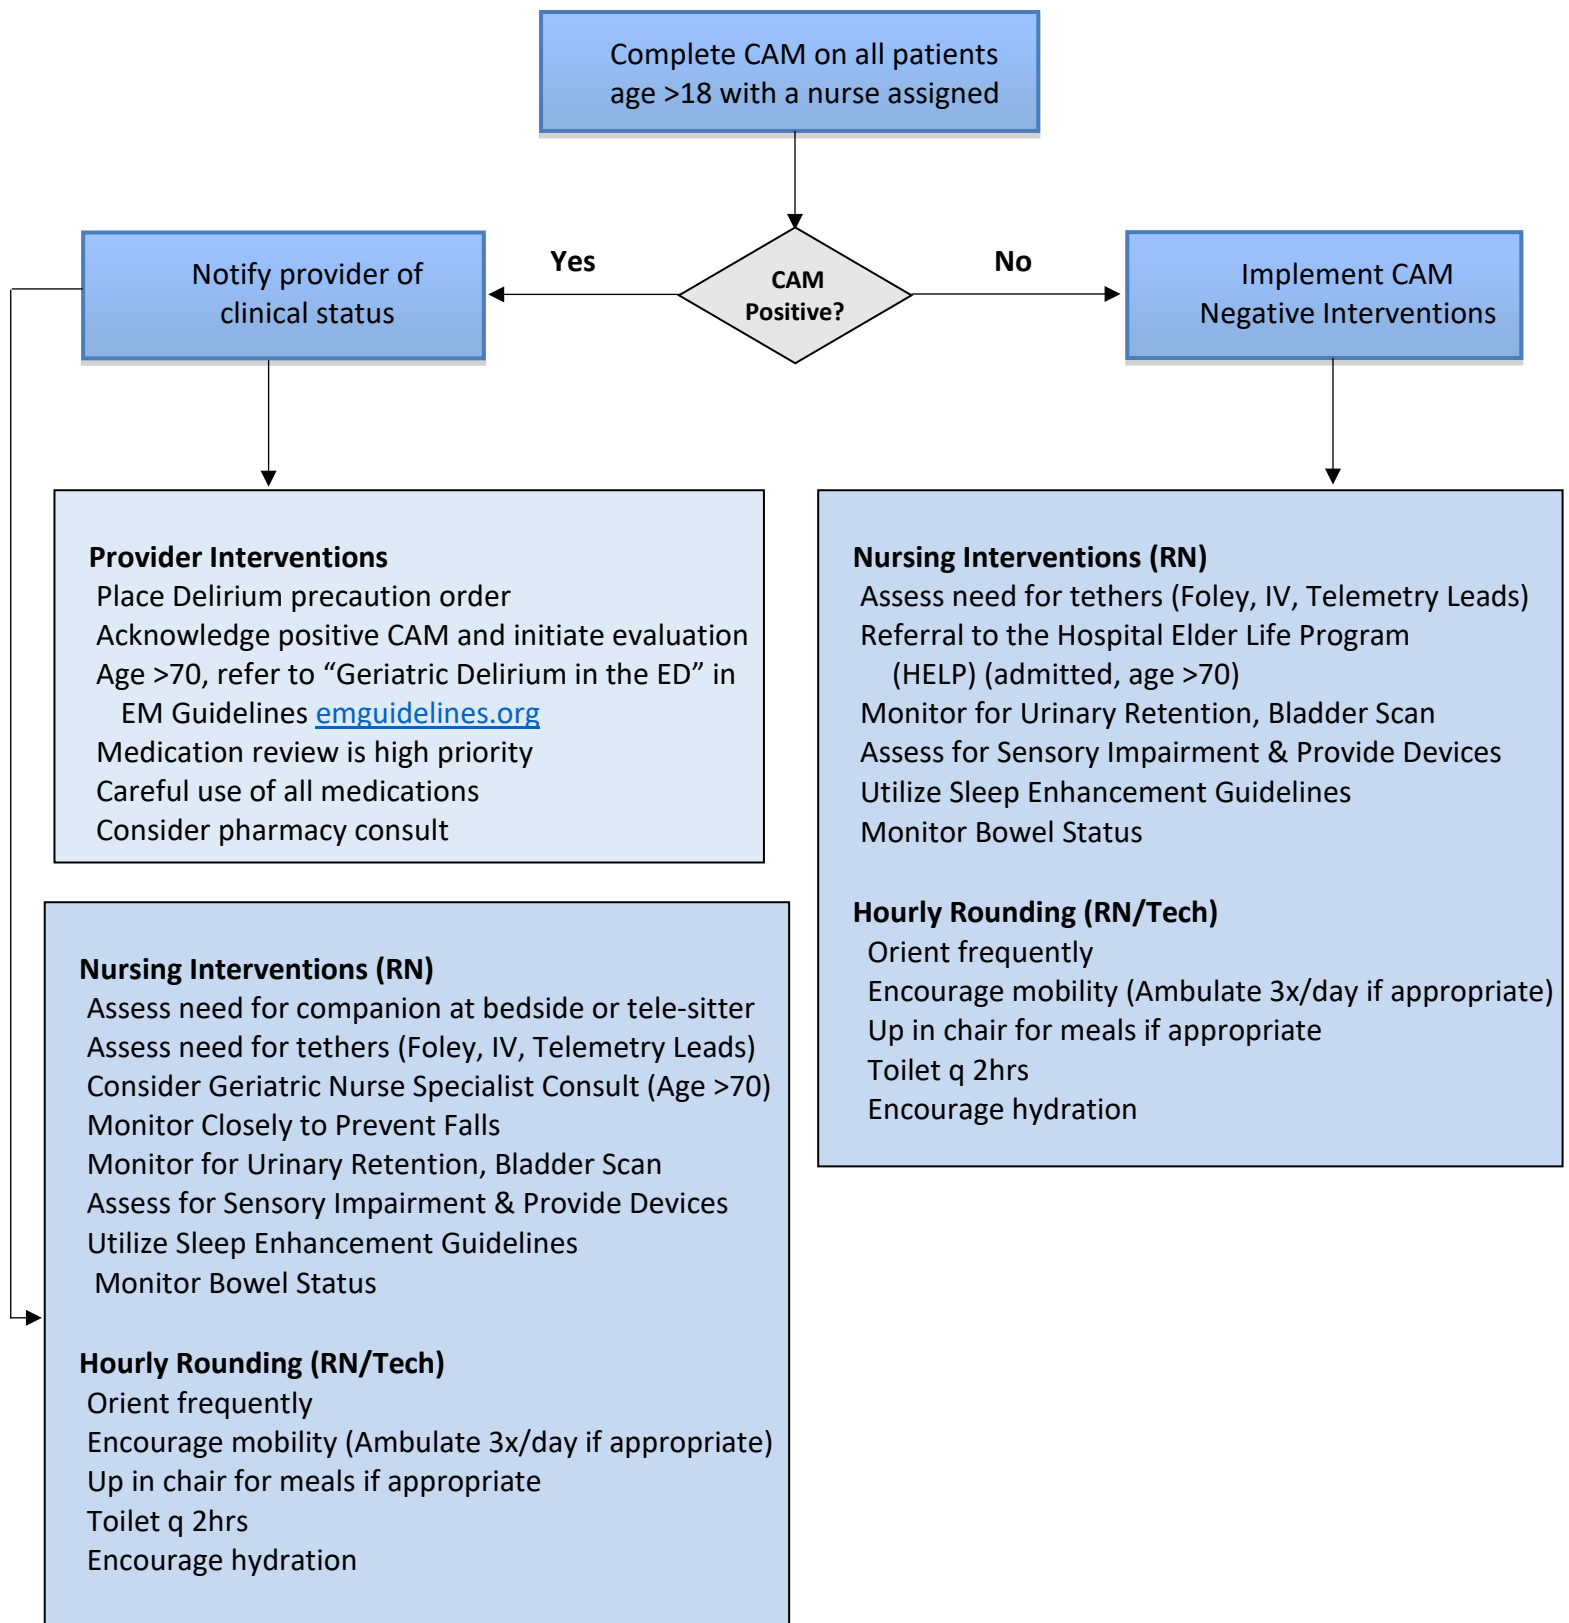 Complete CAM on all patients
age >18 with a nurse assigned
Yes
No
CAM
Positive?
Notify provider of
clinical status
Implement CAM
Negative Interventions
Provider Interventions
Place Delirium precaution order
Acknowledge positive CAM and initiate evaluation
Age >70, refer to “Geriatric Delirium in the ED” in
EM Guidelines emguidelines.org
Medication review is high priority
Careful use of all medications
Consider pharmacy consult
Nursing Interventions (RN)
Assess need for tethers (Foley, IV, Telemetry Leads)
Referral to the Hospital Elder Life Program
(HELP) (admitted, age >70)
Monitor for Urinary Retention, Bladder Scan
Assess for Sensory Impairment & Provide Devices
Utilize Sleep Enhancement Guidelines
Monitor Bowel Status
Hourly Rounding (RN/Tech)
Orient frequently
Encourage mobility (Ambulate 3x/day if appropriate)
Up in chair for meals if appropriate
Toilet q 2hrs
Encourage hydration
Nursing Interventions (RN)
Assess need for companion at bedside or tele-sitter
Assess need for tethers (Foley, IV, Telemetry Leads)
Consider Geriatric Nurse Specialist Consult (Age >70)
Monitor Closely to Prevent Falls
Monitor for Urinary Retention, Bladder Scan
Assess for Sensory Impairment & Provide Devices
Utilize Sleep Enhancement Guidelines
Monitor Bowel Status
Hourly Rounding (RN/Tech)
Orient frequently
Encourage mobility (Ambulate 3x/day if appropriate)
Up in chair for meals if appropriate
Toilet q 2hrs
Encourage hydration